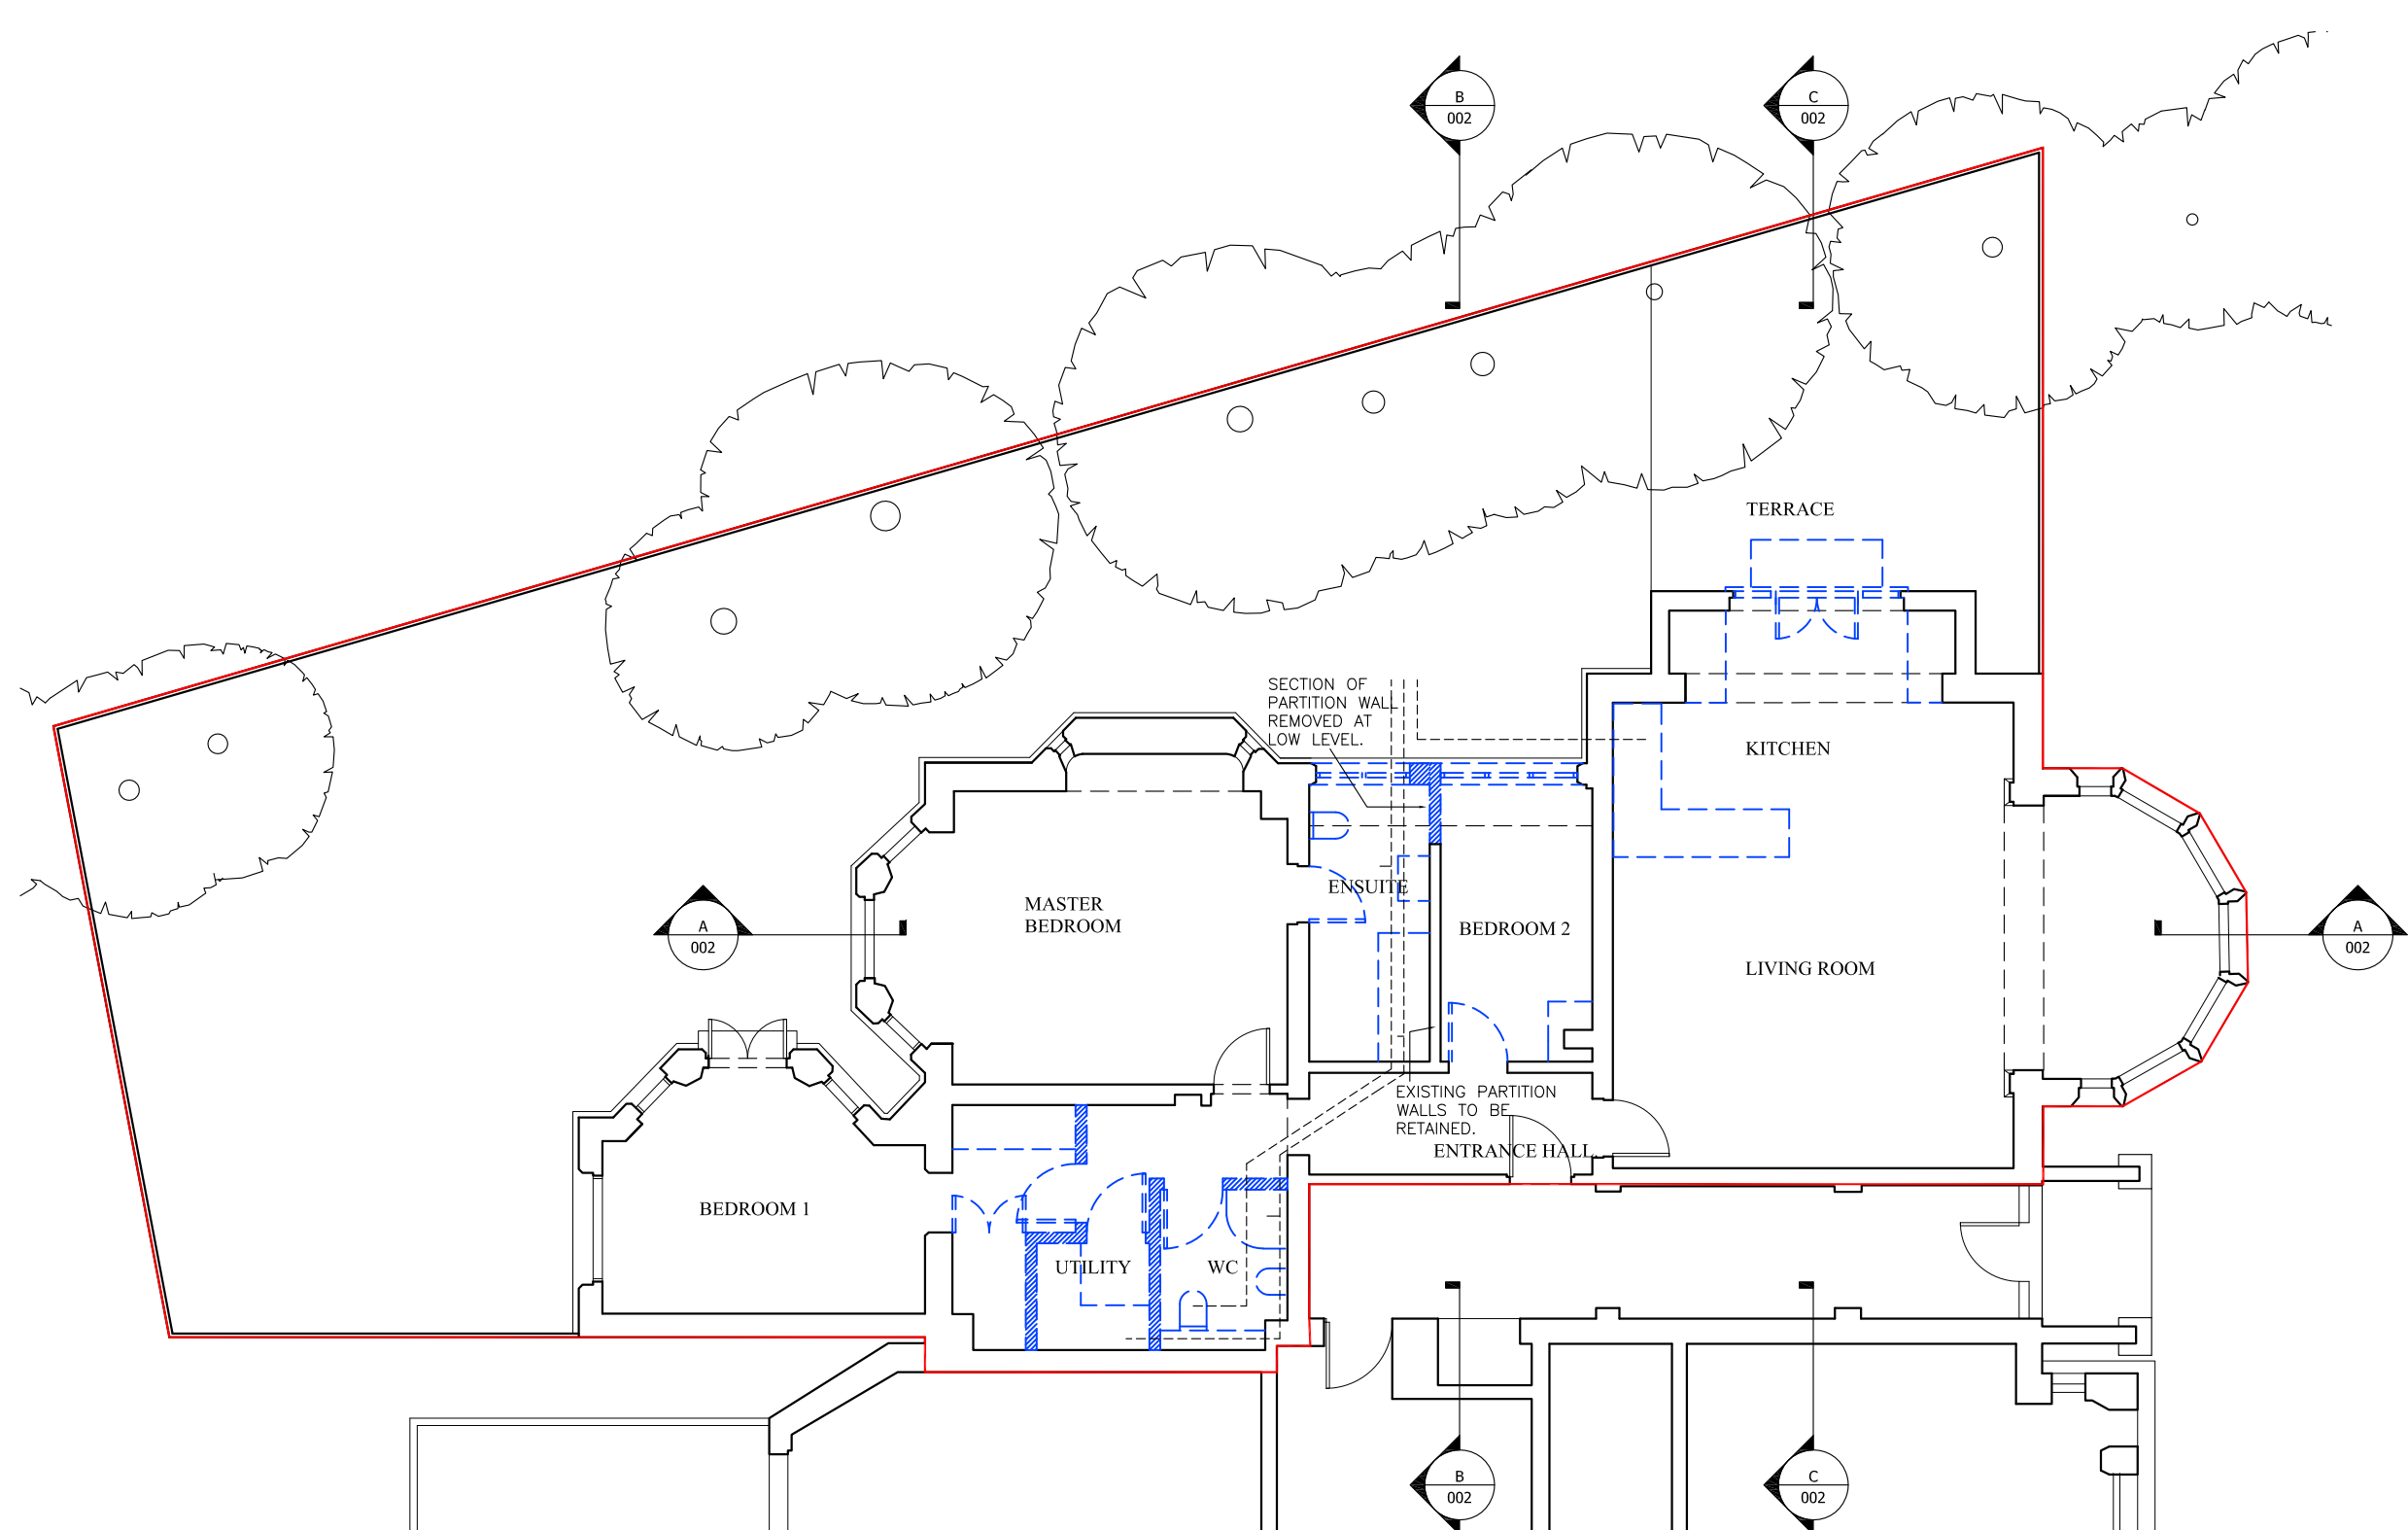 B
002
C
002
TERRACE
SECTION OF
PARTITION WALL
REMOVED AT
LOW LEVEL.
KITCHEN
MASTER
BEDROOM
ENSUITE
BEDROOM 2
A
002
A
002
LIVING ROOM
EXISTING PARTITION
WALLS TO BE
RETAINED.
ENTRANCE HALL
BEDROOM 1
UTILITY
WC
B
002
C
002